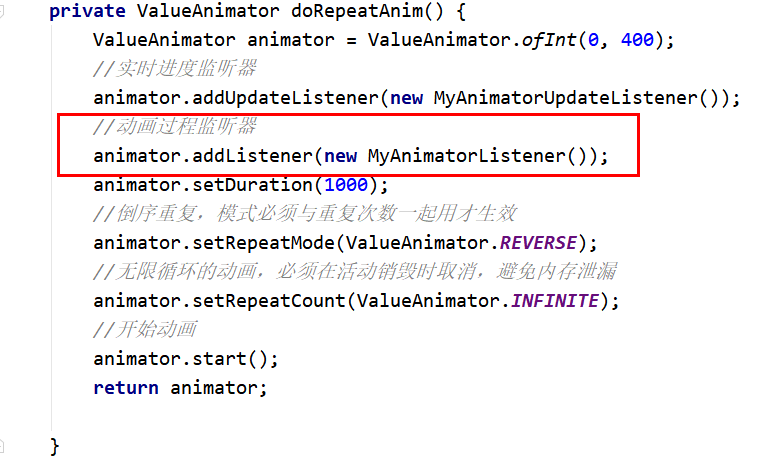 private ValueAnimator doRepeatAnim() {
ValueAnimator animator = ValueAnimator.ofInt(0, 400);
//实时进度监听器
animator.addUpdateListener(new MyAnimatorUpdateListener());
//动画过程监听器
animator.addListener(new MyAnimatorListener());
animator.setDuration(1000);
//倒序重复，模式必须与重复次数一起用才生效
animator.setRepeatMode(ValueAnimator.REVERSE);
//无限循环的动画，必须在活动销毁时取消，避免内存泄漏
animator.setRepeatCount(ValueAnimator.INFINITE);
//开始动画
animator.start();
return animator;
}